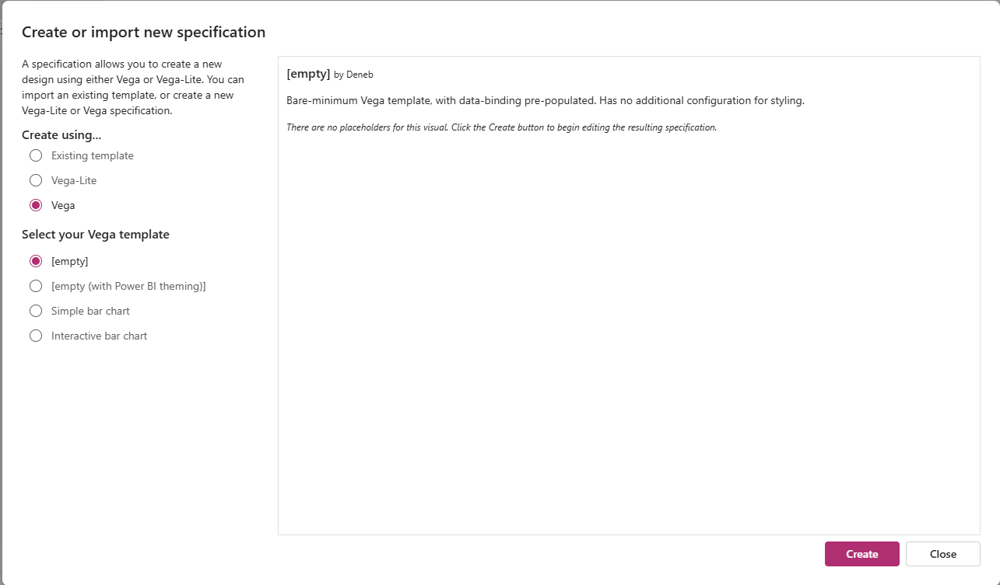 Create or import new specification
A specification allows you to create a new
design using either Vega or Vega-Lite. You can
import an existing template, or create a new
Vega-Lite or Vega specification.
Create using...
Existing template
Vega-Lite
Vega
Select your Vega template
[empty]
[empty (with Power BI theming)]
Simple bar chart
Interactive bar chart
[empty] by Deneb
Bare-minimum Vega template, with data-binding pre-populated. Has no additional configuration for styling.
There are no placeholders for this visual. Click the Create button to begin editing the resulting specification.
Create
Close